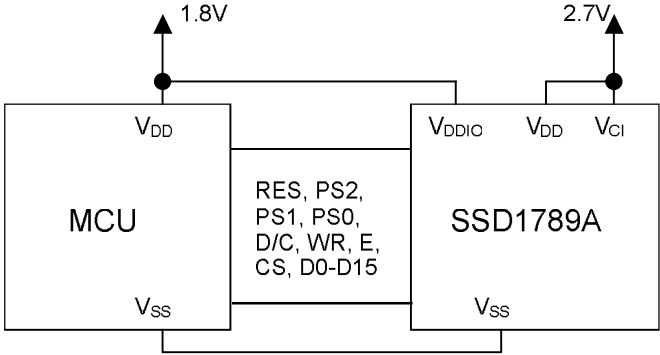 1.8V
2.7V
VDD
VDDIO
VDD
VCI
RES, PS2,
PS1, PS0,
D/C, WR, E,
CS, D0-D15
MCU
SSD1789A
VSS
VSS